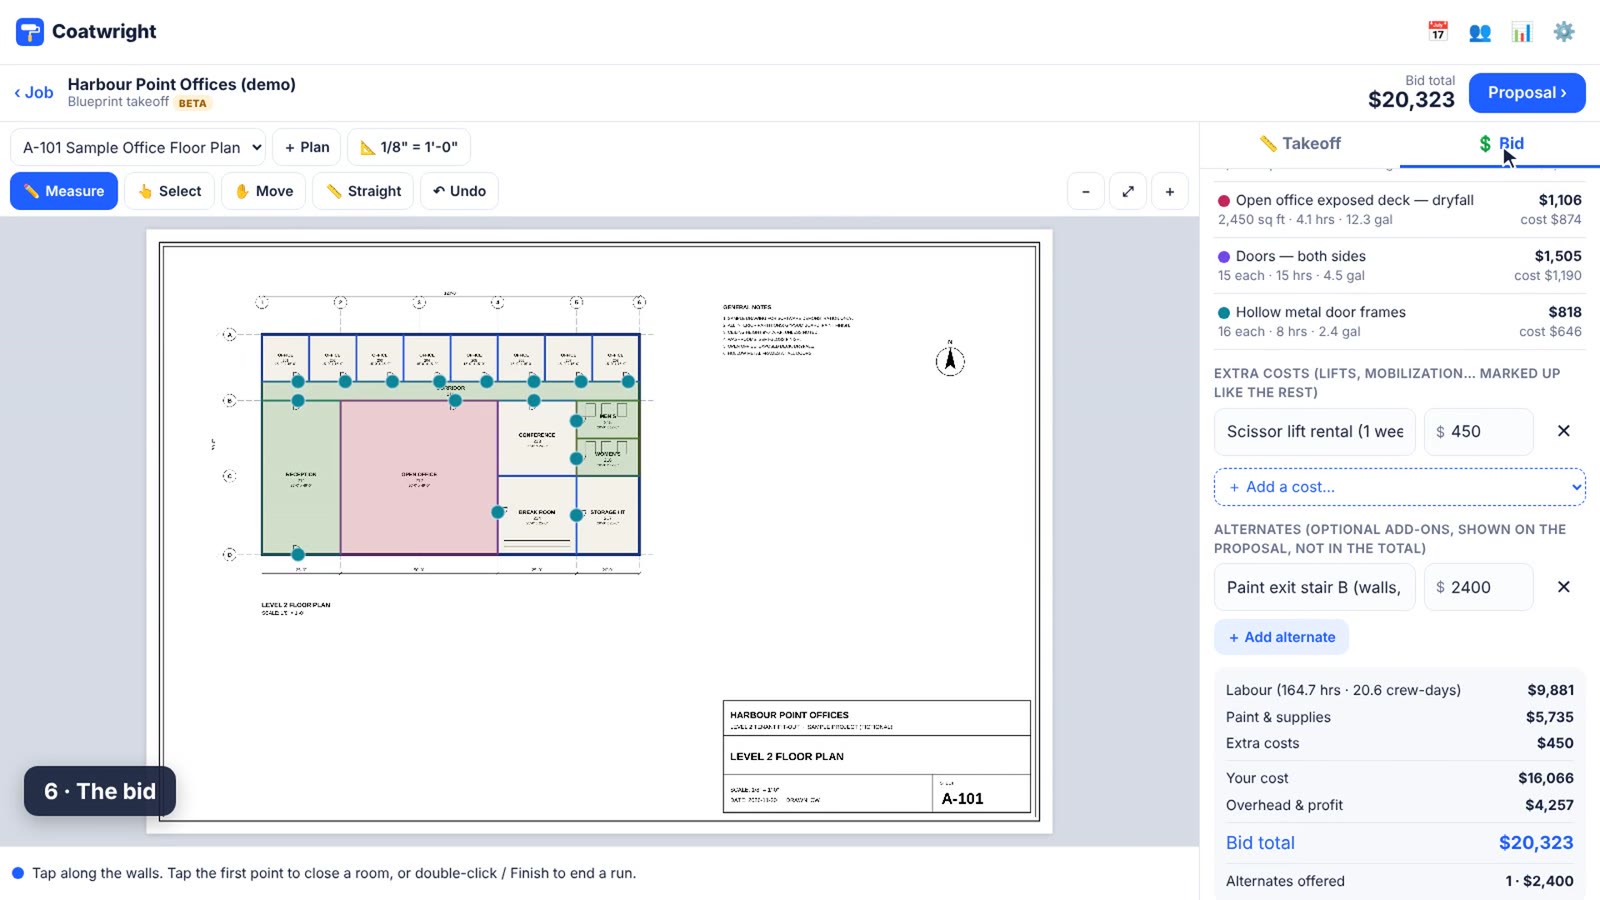 Coatwright
‹ Job
Harbour Point Offices (demo)
Blueprint takeoff BETA
Bid total
$20,323
Proposal ›
A-101 Sample Office Floor Plan
+ Plan
1/8" = 1'-0"
Measure
Select
Move
Straight
Undo
−
+
Takeoff
Bid
Open office exposed deck — dryfall
$1,106
2,450 sq ft · 4.1 hrs · 12.3 gal
cost $874
Doors — both sides
$1,505
15 each · 15 hrs · 4.5 gal
cost $1,190
Hollow metal door frames
$818
16 each · 8 hrs · 2.4 gal
cost $646
EXTRA COSTS (LIFTS, MOBILIZATION... MARKED UP
LIKE THE REST)
Scissor lift rental (1 wee
$ 450
✕
+ Add a cost...
ALTERNATES (OPTIONAL ADD-ONS, SHOWN ON THE
PROPOSAL, NOT IN THE TOTAL)
Paint exit stair B (walls,
$ 2400
✕
+ Add alternate
Labour (164.7 hrs · 20.6 crew-days)
$9,881
Paint & supplies
$5,735
Extra costs
$450
Your cost
$16,066
Overhead & profit
$4,257
Bid total
$20,323
Alternates offered
1 · $2,400
GENERAL NOTES
N
A
B
C
D
OFFICE
OFFICE
OFFICE
OFFICE
OFFICE
OFFICE
OFFICE
OFFICE
RECEPTION
OPEN OFFICE
CONFERENCE
WOMEN'S
BREAK ROOM
LEVEL 2 FLOOR PLAN
HARBOUR POINT OFFICES
LEVEL 2 FLOOR PLAN
A-101
6 · The bid
Tap along the walls. Tap the first point to close a room, or double-click / Finish to end a run.